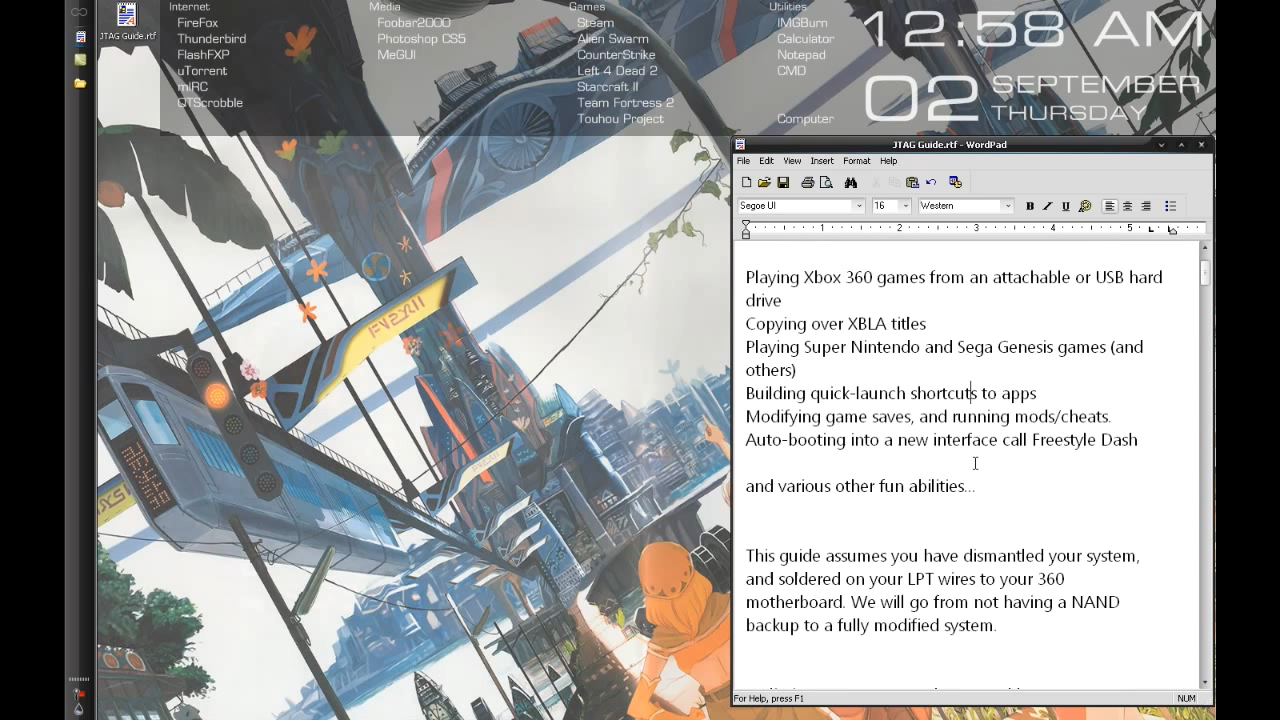 JTAG Guide.rtf
Internet
FireFox
Thunderbird
FlashFXP
uTorrent
mIRC
QTScrobble
Media
Foobar2000
Photoshop CS5
MeGUI
Games
Steam
Alien Swarm
CounterStrike
Left 4 Dead 2
Starcraft II
Team Fortress 2
Touhou Project
Utilities
IMGBurn
Calculator
Notepad
CMD
Computer
12:58 AM
02 SEPTEMBER
THURSDAY
JTAG Guide.rtf - WordPad
File Edit View Insert Format Help
Segoe UI 16 Western B I U
1 2 3 4 5
Playing Xbox 360 games from an attachable or USB hard
drive
Copying over XBLA titles
Playing Super Nintendo and Sega Genesis games (and
others)
Building quick-launch shortcuts to apps
Modifying game saves, and running mods/cheats.
Auto-booting into a new interface call Freestyle Dash
and various other fun abilities...
This guide assumes you have dismantled your system,
and soldered on your LPT wires to your 360
motherboard. We will go from not having a NAND
backup to a fully modified system.
For Help, press F1
NUM